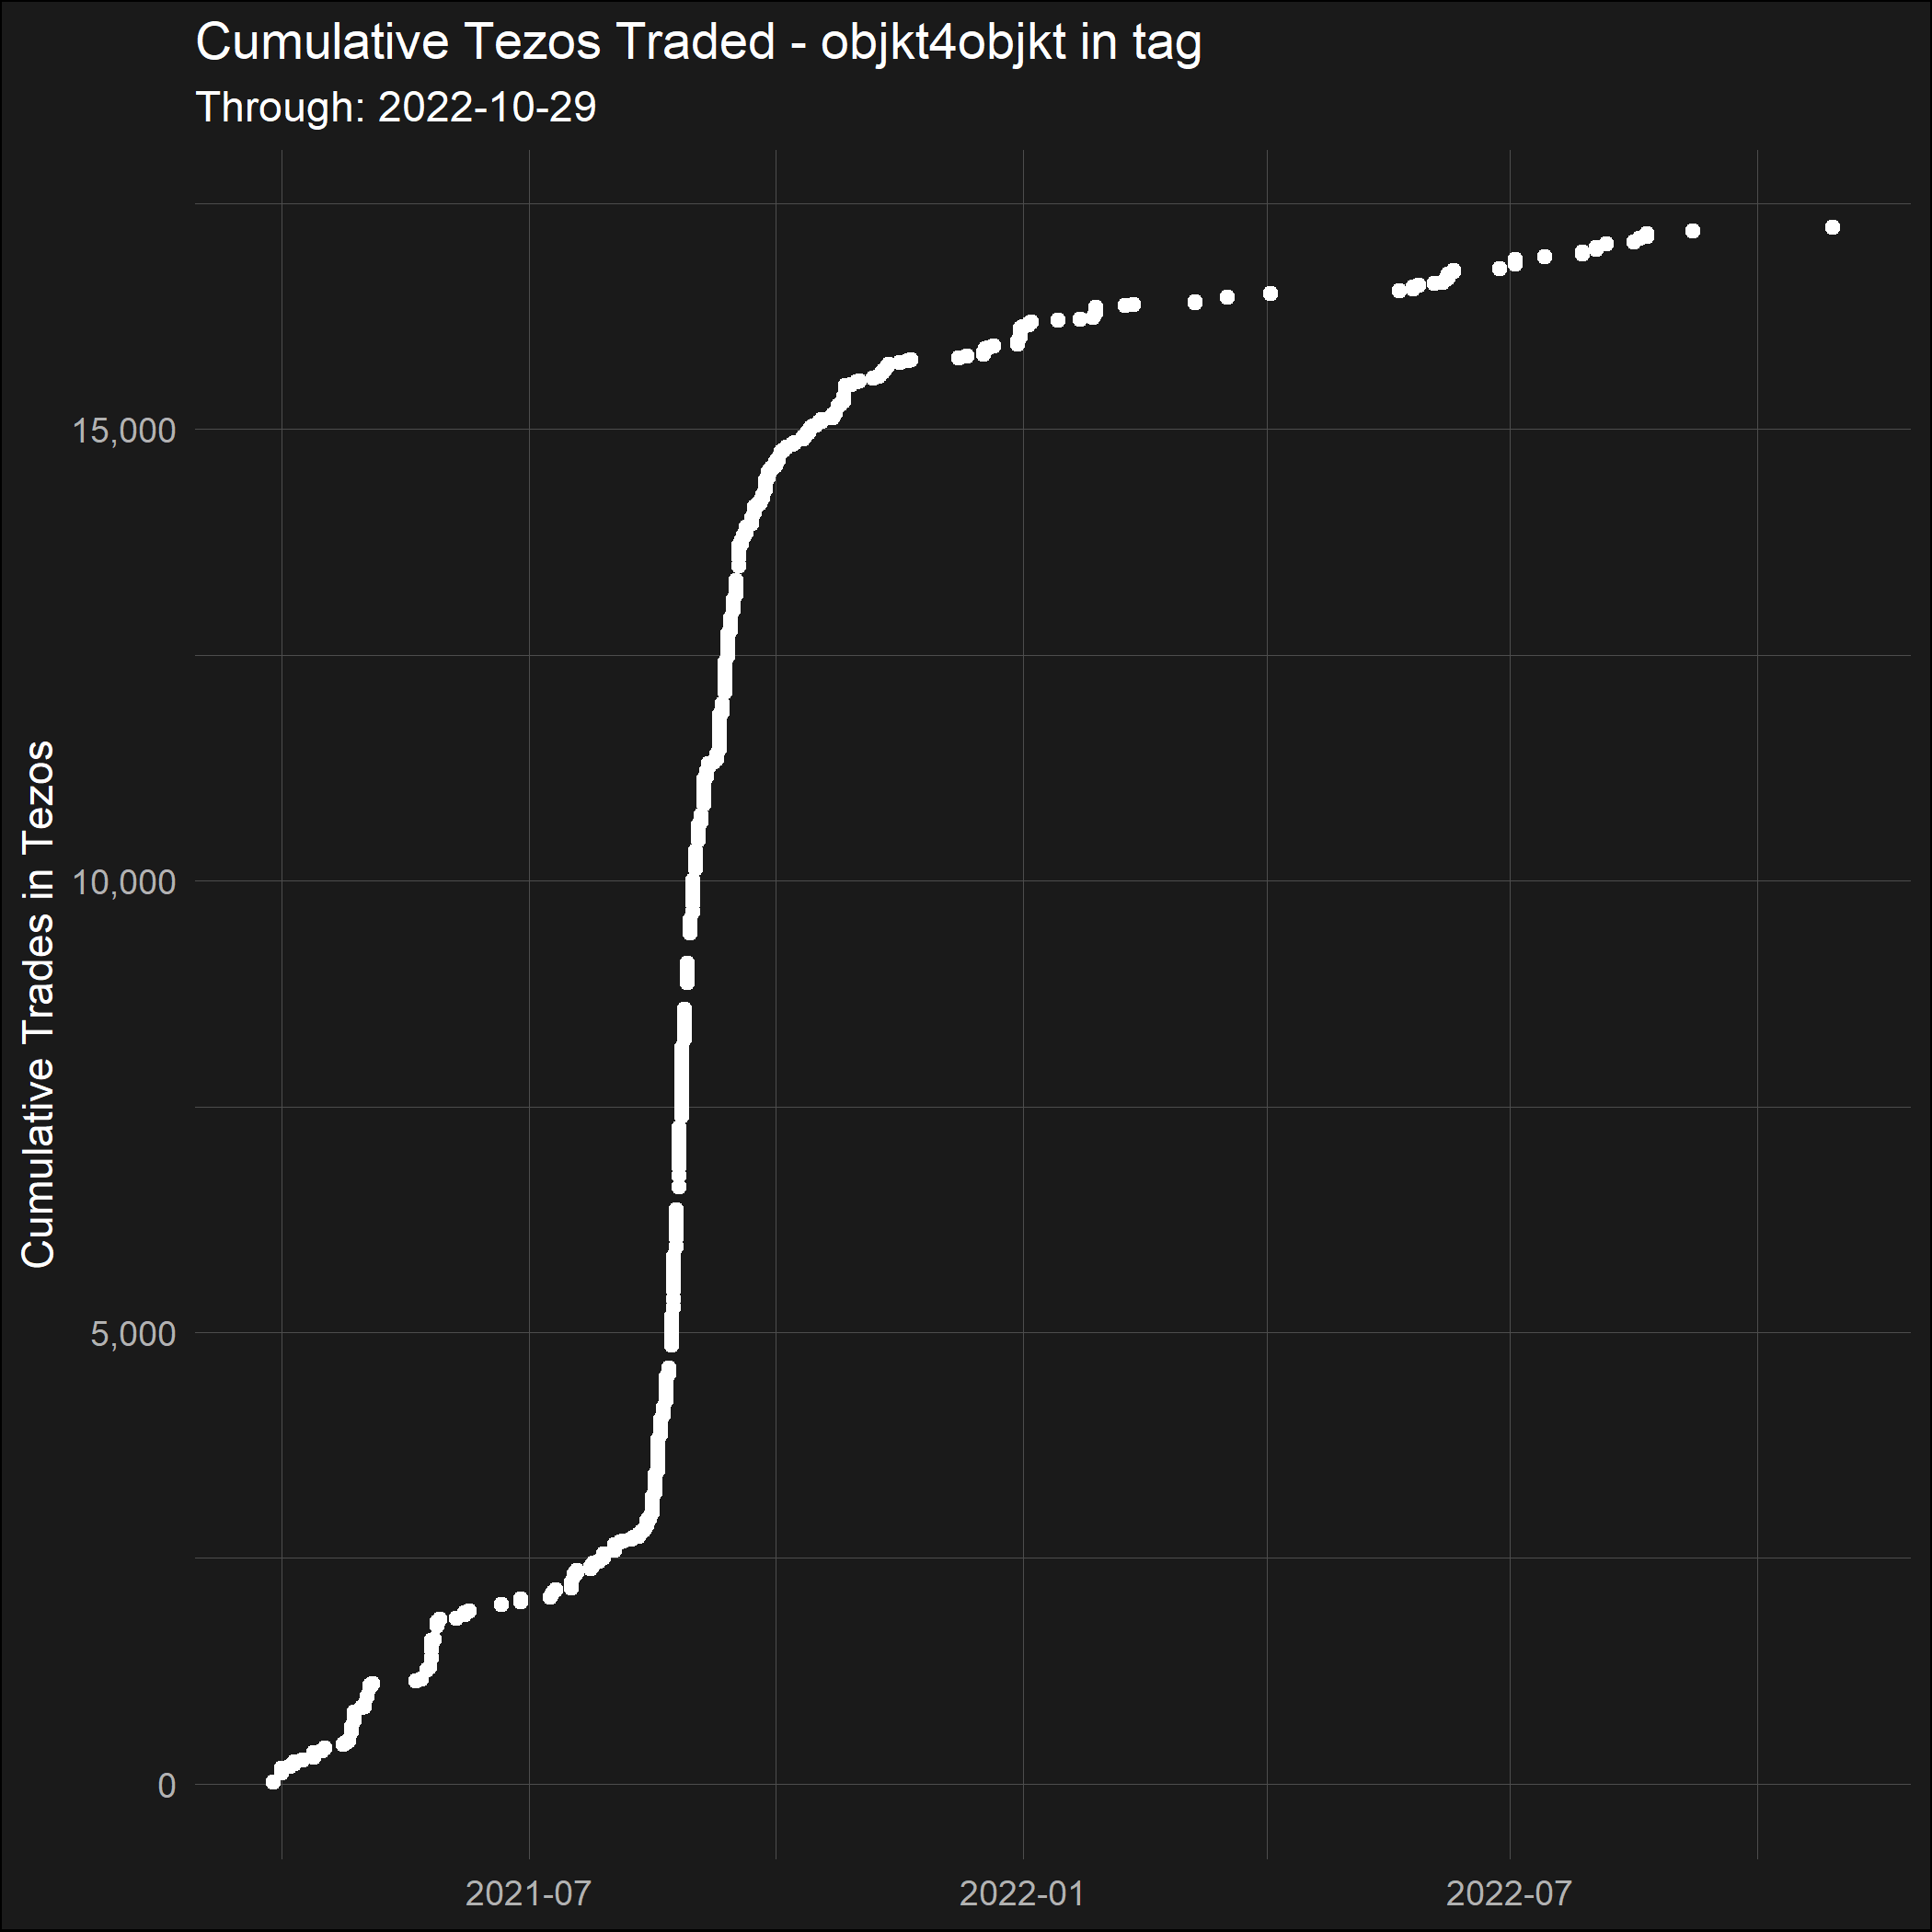 Cumulative Tezos Traded - objkt4objkt in tag
Through: 2022-10-29
Cumulative Trades in Tezos
15,000
10,000
5,000
0
2021-07
2022-01
2022-07